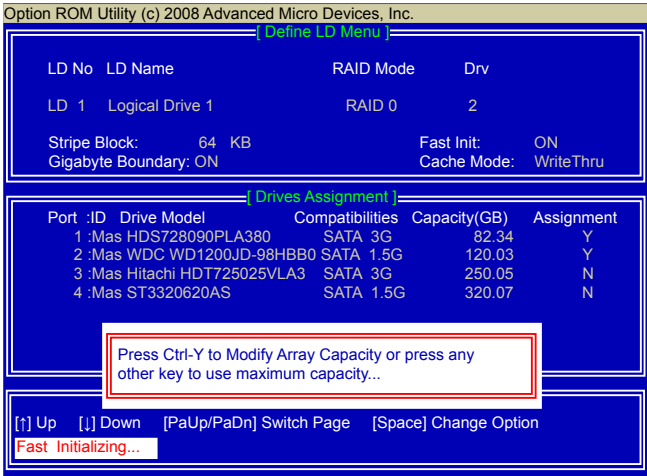 Option ROM Utility (c) 2008 Advanced Micro Devices, Inc.
[ Define LD Menu ]
LD No LD Name RAID Mode Drv
LD 1 Logical Drive 1 RAID 0 2
Stripe Block: 64 KB Fast Init: ON
Gigabyte Boundary: ON Cache Mode: WriteThru
[ Drives Assignment ]
Port :ID Drive Model Compatibilities Capacity(GB) Assignment
1 :Mas HDS728090PLA380 SATA 3G 82.34 Y
2 :Mas WDC WD1200JD-98HBB0 SATA 1.5G 120.03 Y
3 :Mas Hitachi HDT725025VLA3 SATA 3G 250.05 N
4 :Mas ST3320620AS SATA 1.5G 320.07 N
Press Ctrl-Y to Modify Array Capacity or press any
other key to use maximum capacity...
[↑] Up [↓] Down [PaUp/PaDn] Switch Page [Space] Change Option
Fast Initializing...